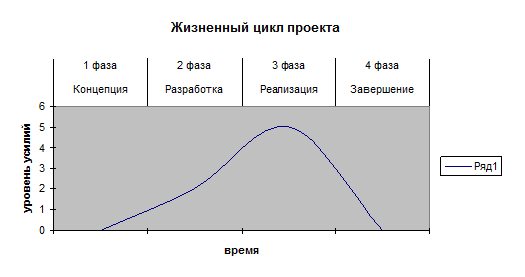 Жизненный цикл проекта
1 фаза 2 фаза 3 фаза 4 фаза
Концепция Разработка Реализация Завершение
6
5
4
3
2
1
0
уровень усилий
время
Ряд1